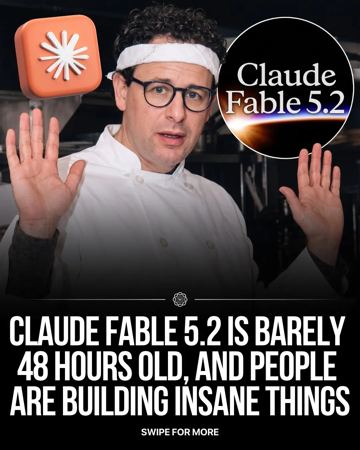 Claude
Fable 5.2
CLAUDE FABLE 5.2 IS BARELY
48 HOURS OLD, AND PEOPLE
ARE BUILDING INSANE THINGS
SWIPE FOR MORE